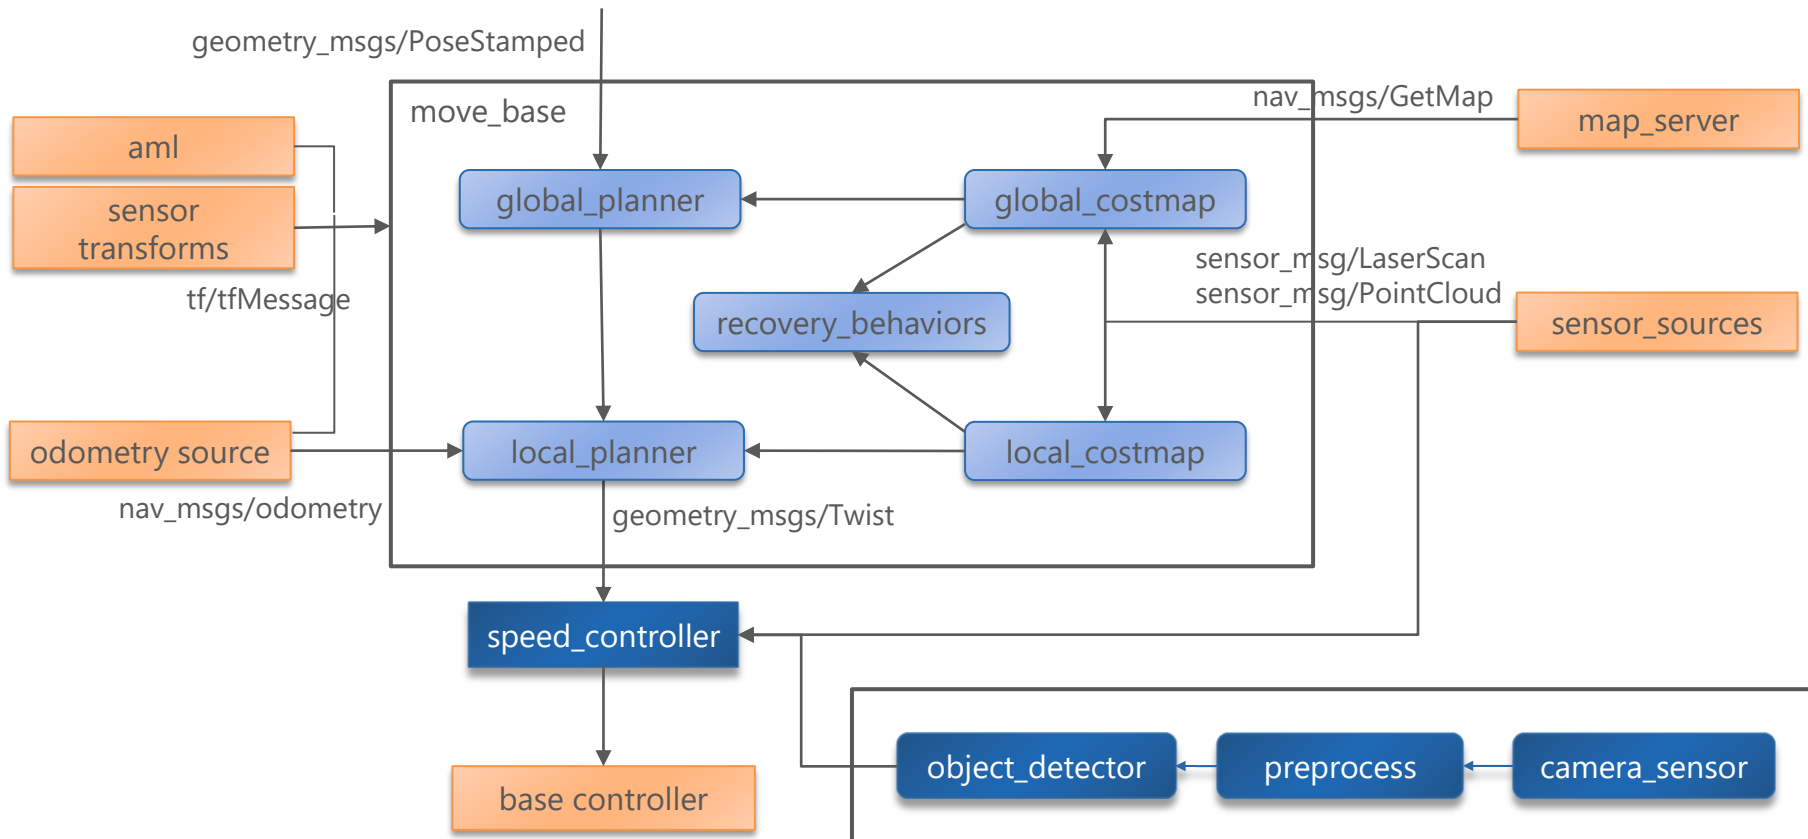 geometry_msgs/PoseStamped
move_base
nav_msgs/GetMap
map_server
aml
global_planner
global_costmap
sensor
transforms
sensor_msg/LaserScan
sensor_msg/PointCloud
tf/tfMessage
recovery_behaviors
sensor_sources
odometry source
local_planner
local_costmap
nav_msgs/odometry
geometry_msgs/Twist
speed_controller
object_detector
preprocess
camera_sensor
base controller